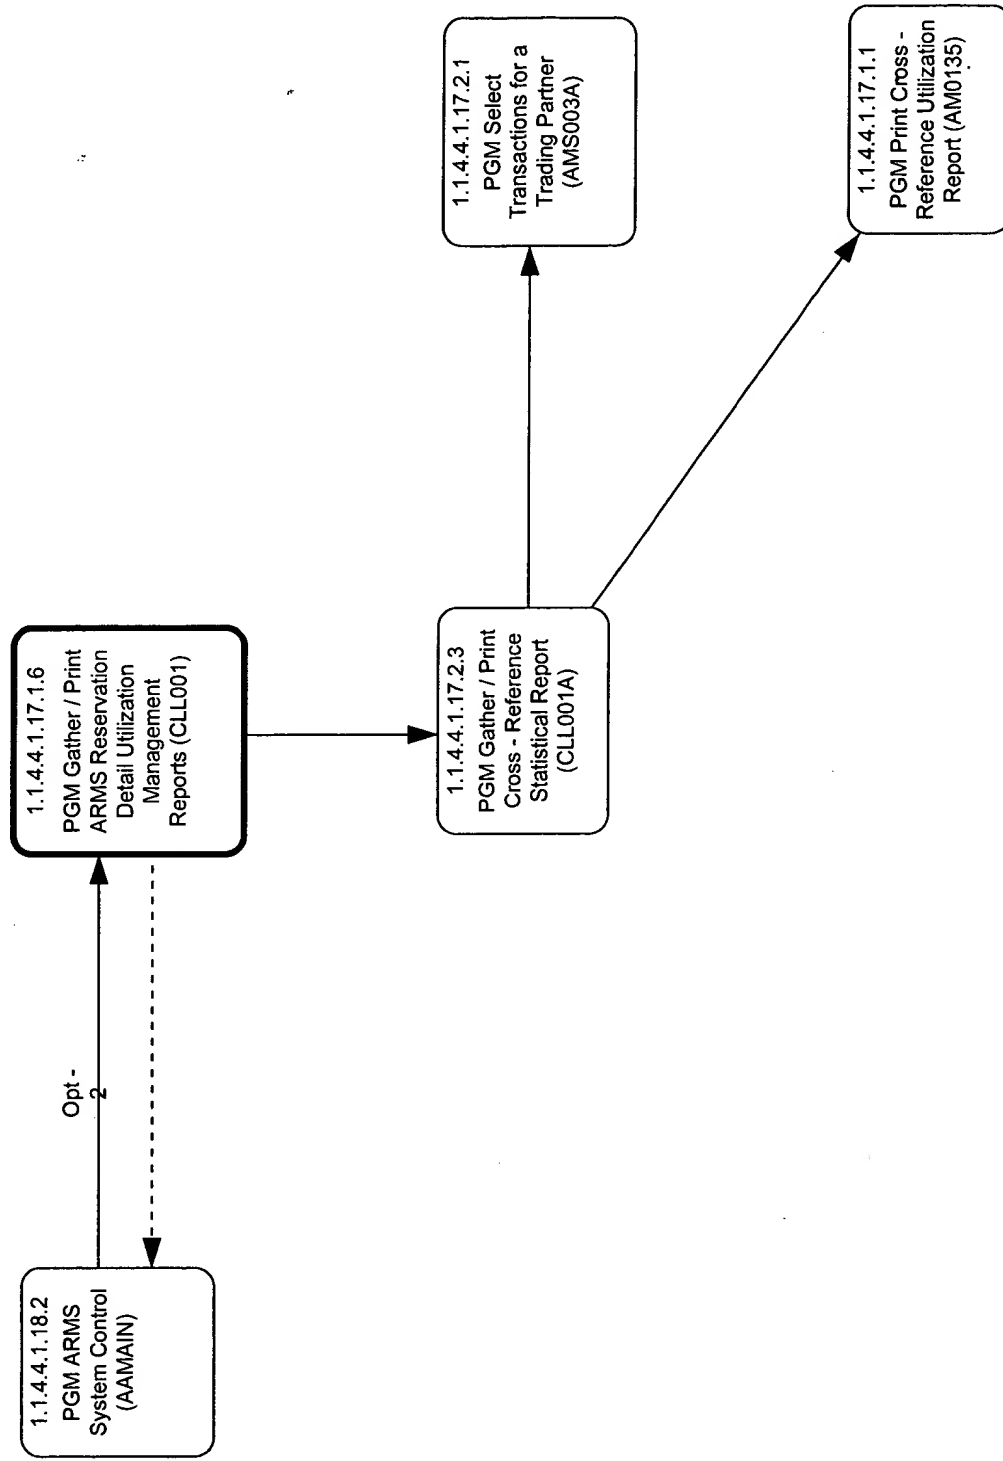 1.1.4.4.1.18.2
PGM ARMS
System Control
(AAMAIN)
Opt -
2
1.1.4.4.1.17.1.6
PGM Gather / Print
ARMS Reservation
Detail Utilization
Management
Reports (CLL001)
1.1.4.4.1.17.2.3
PGM Gather / Print
Cross - Reference
Statistical Report
(CLL001A)
1.1.4.4.1.17.2.1
PGM Select
Transactions for a
Trading Partner
(AMS003A)
1.1.4.4.1.17.1.1
PGM Print Cross -
Reference Utilization
Report (AM0135)